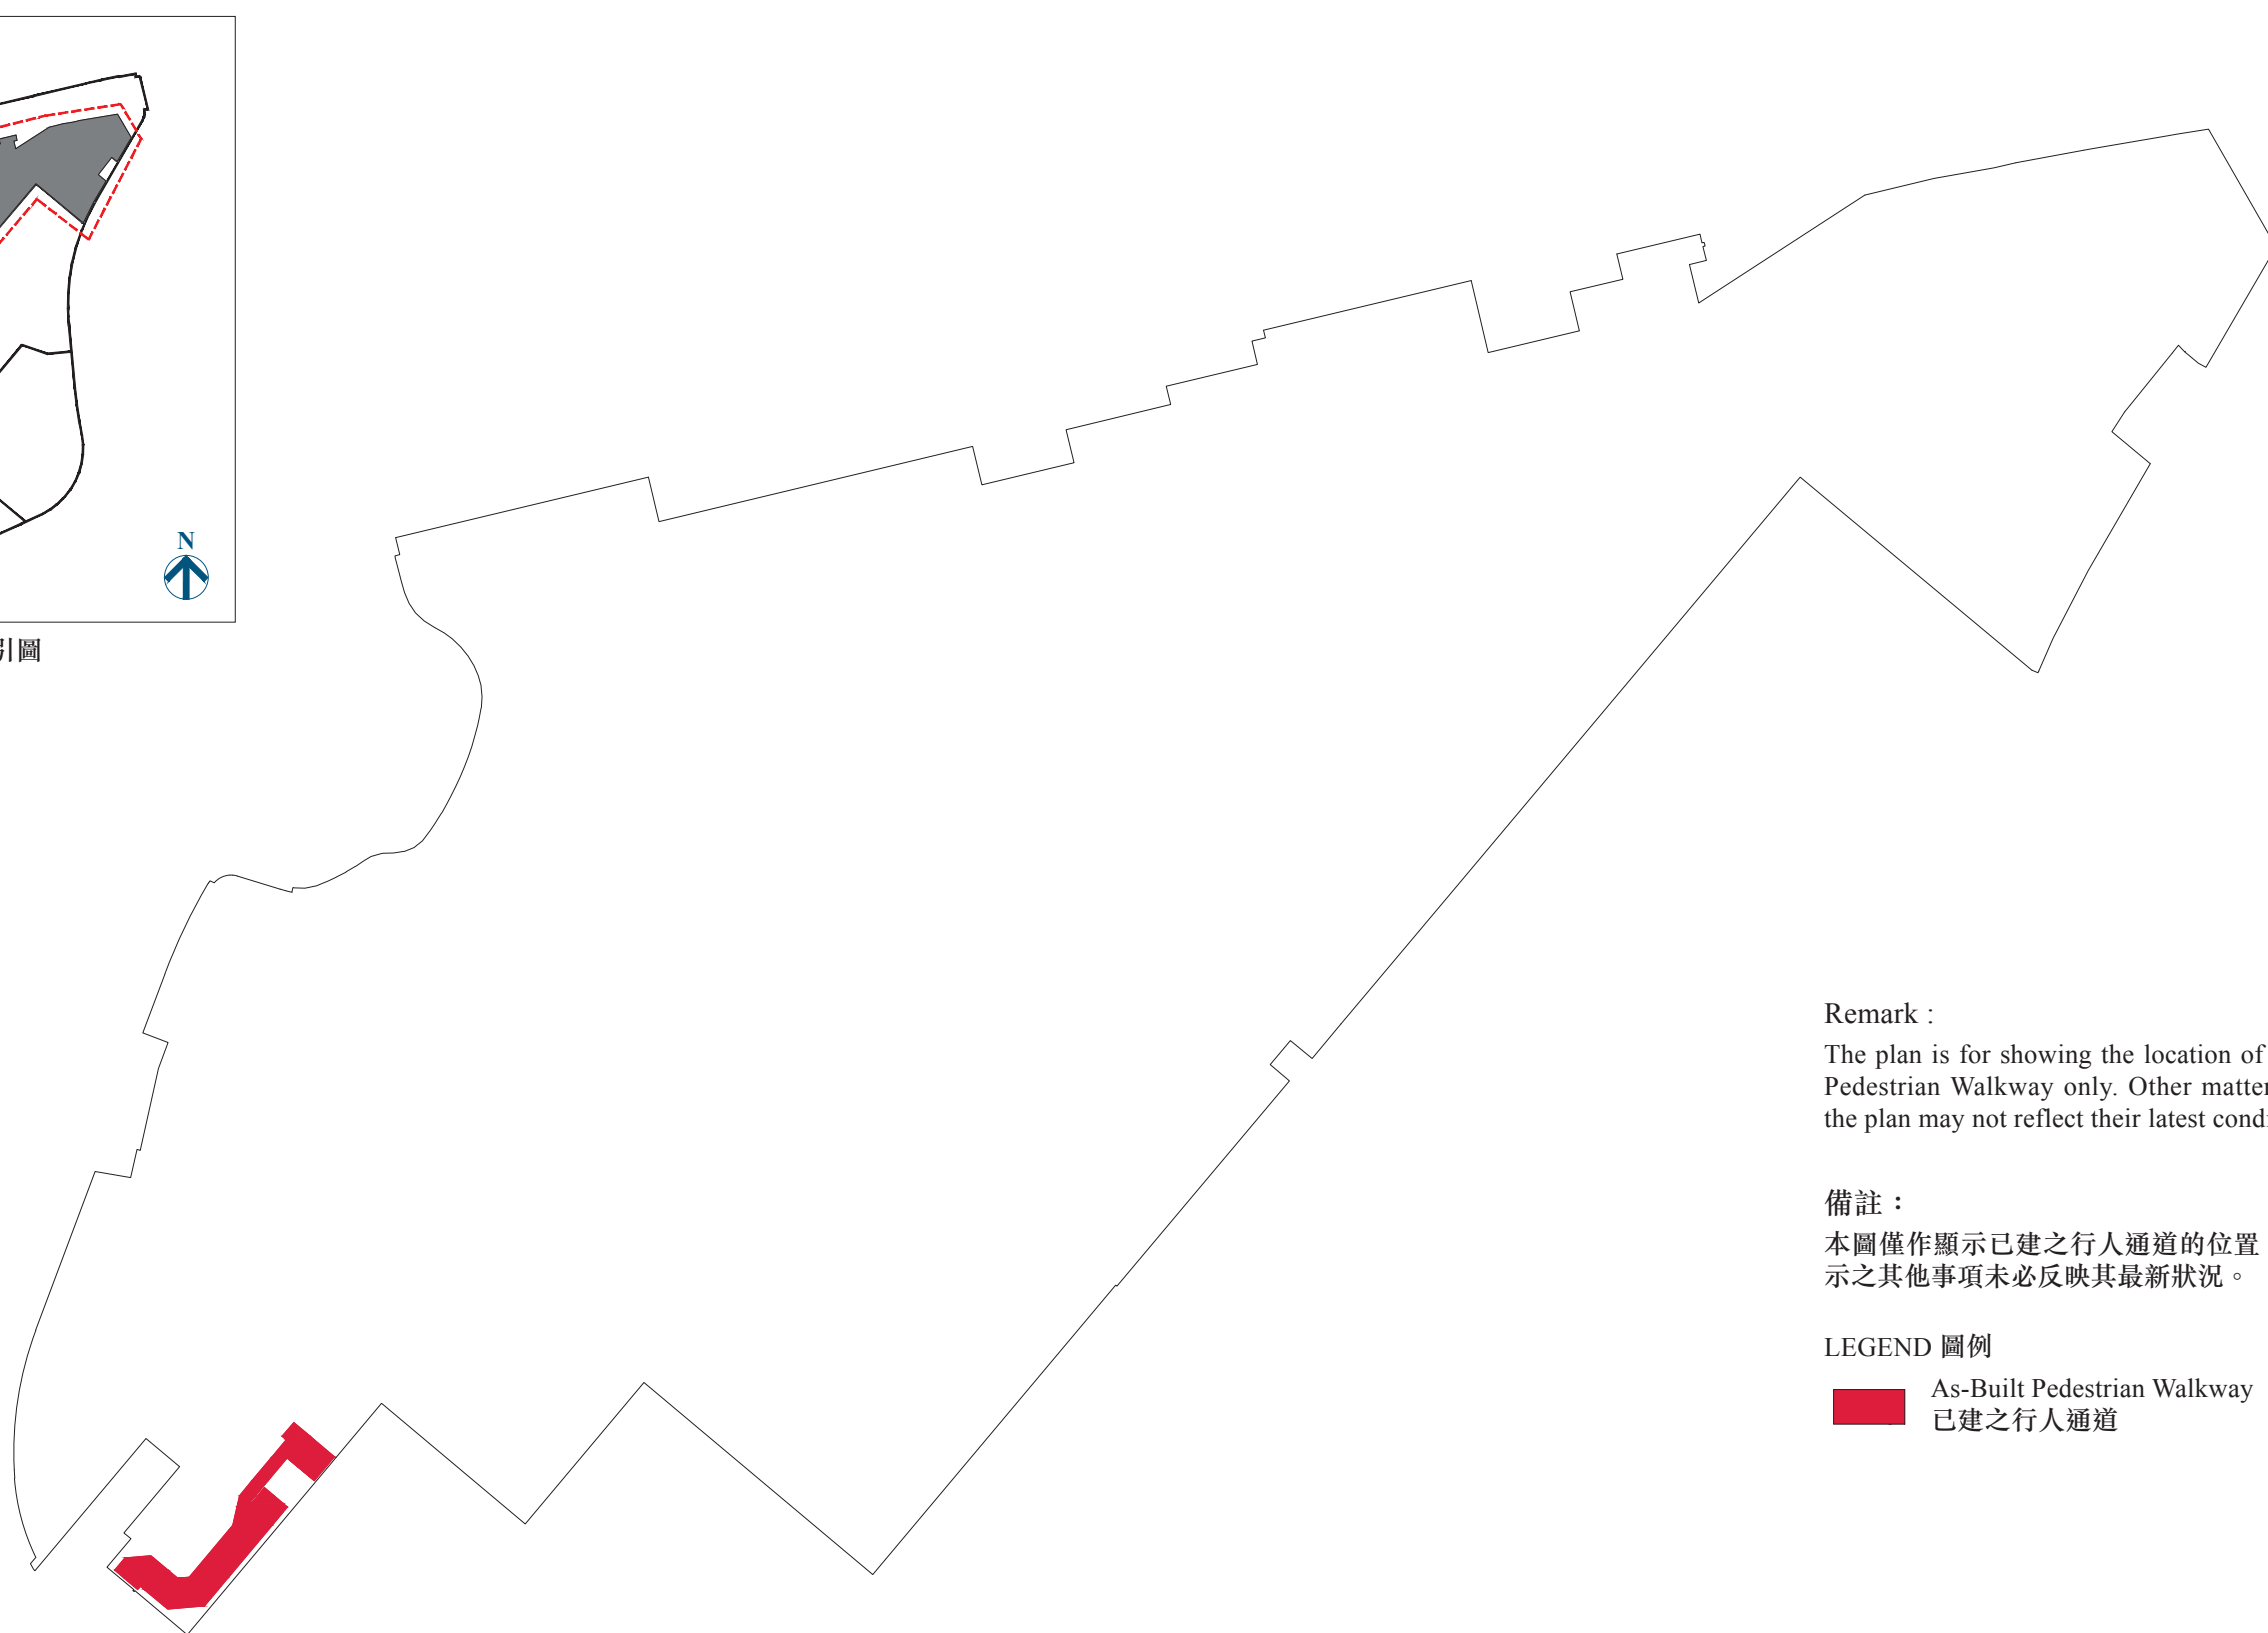 N
引圖
Remark :
The plan is for showing the location of
Pedestrian Walkway only. Other matter
the plan may not reflect their latest cond
備註：
本圖僅作顯示已建之行人通道的位置
示之其他事項未必反映其最新狀況。
LEGEND 圖例
As-Built Pedestrian Walkway
已建之行人通道